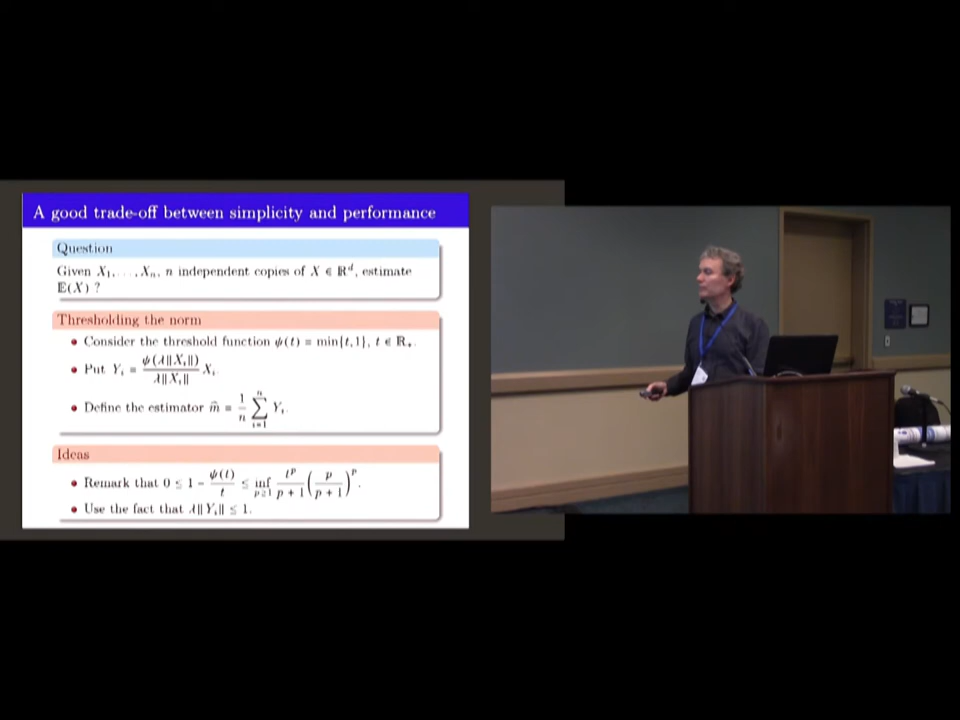 A good trade-off between simplicity and performance
Question
Given X₁,...,Xₙ, n independent copies of X ∈ ℝᵈ, estimate
𝔼(X) ?
Thresholding the norm
• Consider the threshold function ψ(t) = min{t, 1}, t ∈ ℝ₊.
• Put Yᵢ = ψ(λ‖Xᵢ‖) / λ‖Xᵢ‖ Xᵢ.
• Define the estimator m̂ = 1/n ∑ᵢ₌₁ⁿ Yᵢ.
Ideas
• Remark that 0 ≤ 1 − ψ(t)/t ≤ inf p≥1 tᵖ/(p + 1) (p/(p + 1))ᵖ.
• Use the fact that λ‖Yᵢ‖ ≤ 1.